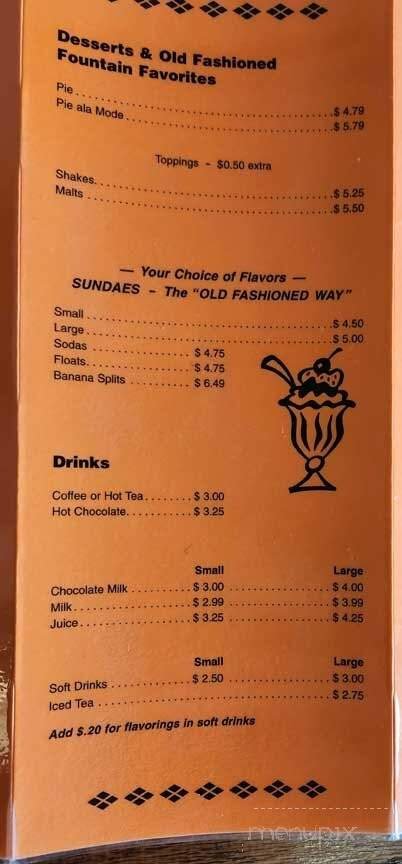 Desserts & Old Fashioned
Fountain Favorites
Pie ........ $ 4.79
Pie ala Mode ........ $ 5.79
Toppings - $0.50 extra
Shakes ........ $ 5.25
Malts ........ $ 5.50
— Your Choice of Flavors —
SUNDAES - The "OLD FASHIONED WAY"
Small ........ $ 4.50
Large ........ $ 5.00
Sodas ........ $ 4.75
Floats ........ $ 4.75
Banana Splits ........ $ 6.49
Drinks
Coffee or Hot Tea ........ $ 3.00
Hot Chocolate ........ $ 3.25
Small Large
Chocolate Milk ........ $ 3.00 ........ $ 4.00
Milk ........ $ 2.99 ........ $ 3.99
Juice ........ $ 3.25 ........ $ 4.25
Small Large
Soft Drinks ........ $ 2.50 ........ $ 3.00
Iced Tea ........ $ 2.75
Add $.20 for flavorings in soft drinks
menupix